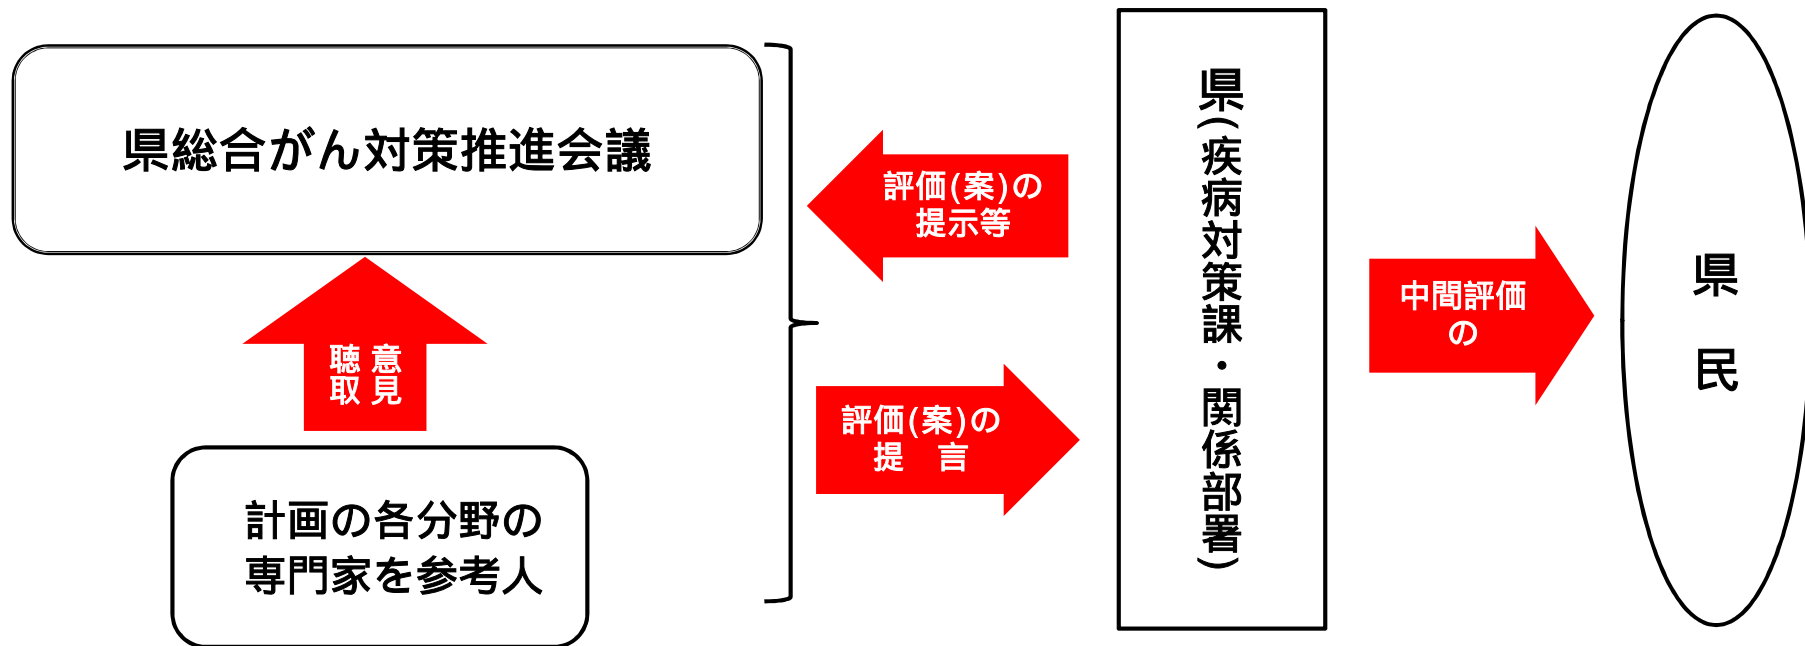 県総合がん対策推進会議
意見
聴取
計画の各分野の
専門家を参考人
評価(案)の
提示等
評価(案)の
提　言
県(疾病対策課・関係部署)
中間評価
の
県
民